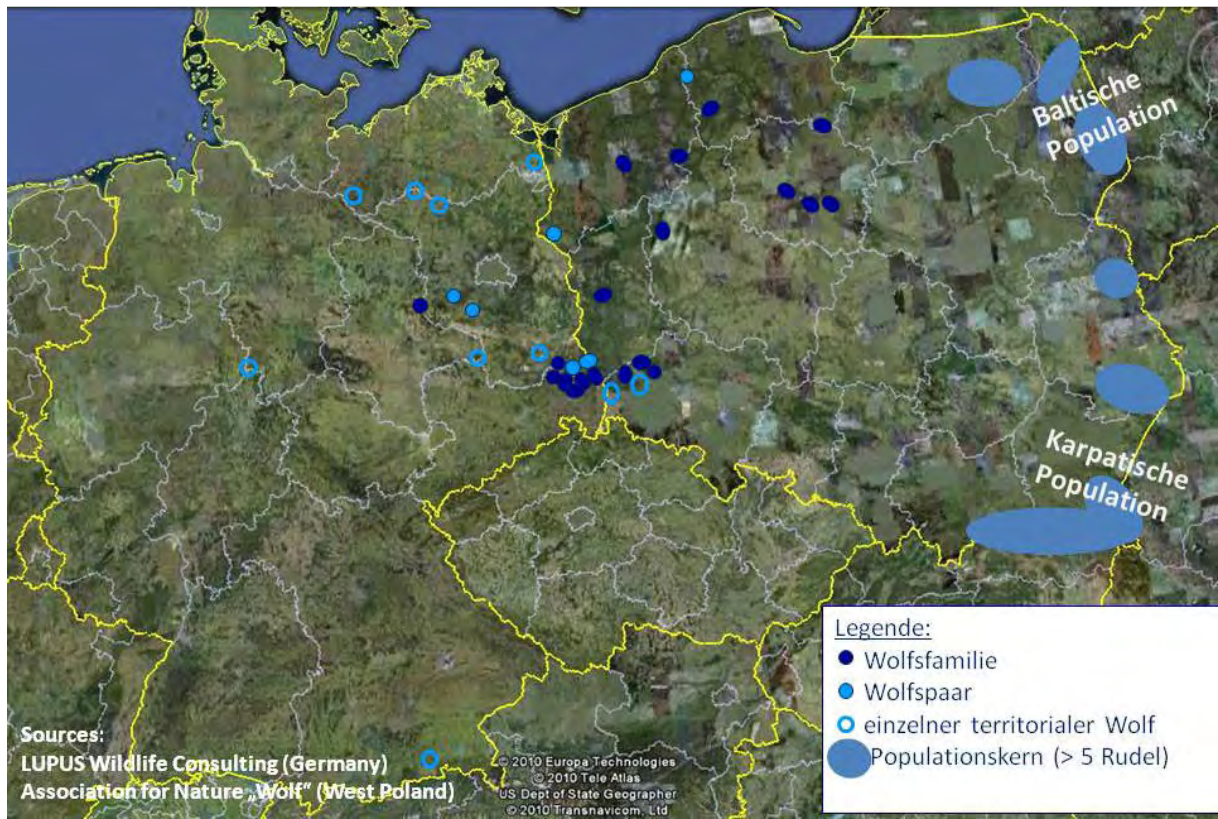 Baltische
Population
Karpatische
Population
Legende:
Wolfsfamilie
Wolfspaar
einzelner territorialer Wolf
Populationskern (> 5 Rudel)
Sources:
LUPUS Wildlife Consulting (Germany)
Association for Nature „Wolf“ (West Poland)
© 2010 Europa Technologies
© 2010 Tele Atlas
US Dept of State Geographer
© 2010 Transnavicom, Ltd